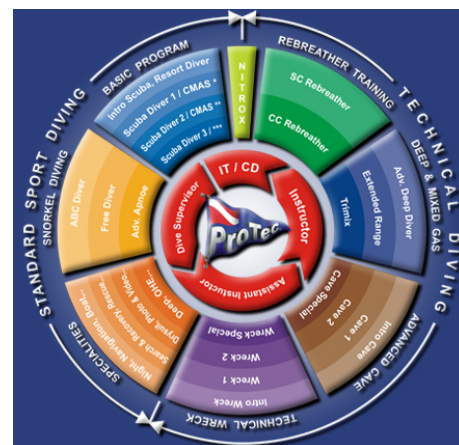 STANDARD SPORT DIVING
TECHNICAL DIVING
BASIC PROGRAM
Intro Scuba, Resort Diver
Scuba Diver 1 / CMAS *
Scuba Diver 2 / CMAS **
Scuba Diver 3 / ***
NITROX
REBREATHER TRAINING
SC Rebreather
CC Rebreather
DEEP & MIXED GAS
Adv. Deep Diver
Extended Range
Trimix
ADVANCED CAVE
Cave Special
Cave 2
Cave 1
Intro Cave
TECHNICAL WRECK
Wreck Special
Wreck 2
Wreck 1
Intro Wreck
SPECIALITIES
Deep, ONE...
Drysuit, Photo & Video,
Search & Recovery, Rescue,
Night, Navigation, Boat...
SNORKEL DIVING
ABC Diver
Free Diver
Adv. Apnoe
IT / CD
Instructor
Assistant Instuctor
Dive Supervisor
PROTEC